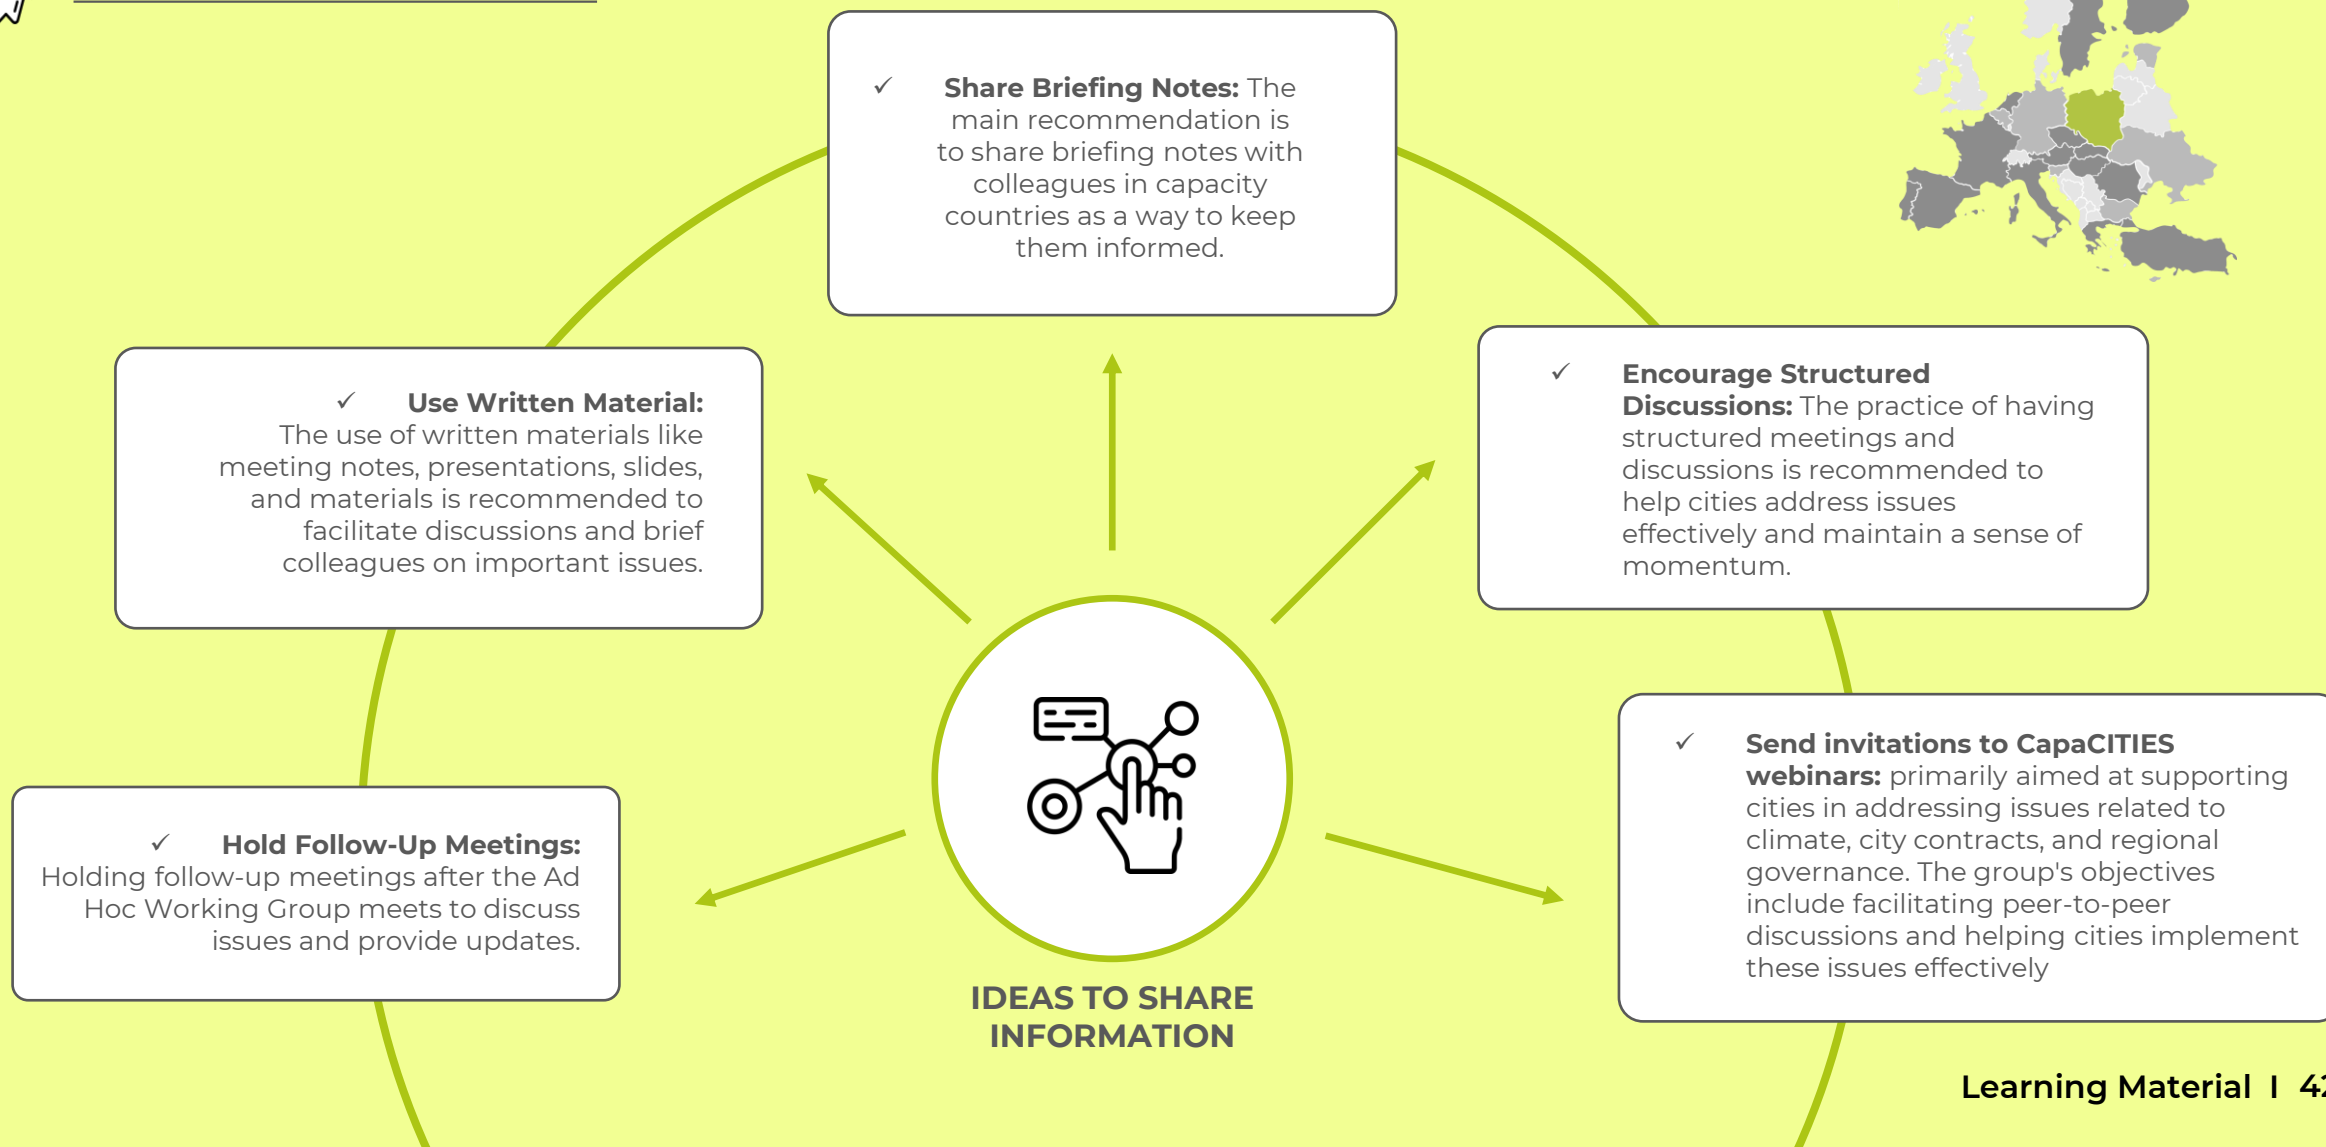 ✓ Share Briefing Notes: The
main recommendation is
to share briefing notes with
colleagues in capacity
countries as a way to keep
them informed.
✓ Use Written Material:
The use of written materials like
meeting notes, presentations, slides,
and materials is recommended to
facilitate discussions and brief
colleagues on important issues.
✓ Encourage Structured
Discussions: The practice of having
structured meetings and
discussions is recommended to
help cities address issues
effectively and maintain a sense of
momentum.
✓ Hold Follow-Up Meetings:
Holding follow-up meetings after the Ad
Hoc Working Group meets to discuss
issues and provide updates.
✓ Send invitations to CapaCITIES
webinars: primarily aimed at supporting
cities in addressing issues related to
climate, city contracts, and regional
governance. The group's objectives
include facilitating peer-to-peer
discussions and helping cities implement
these issues effectively
IDEAS TO SHARE
INFORMATION
Learning Material I 42